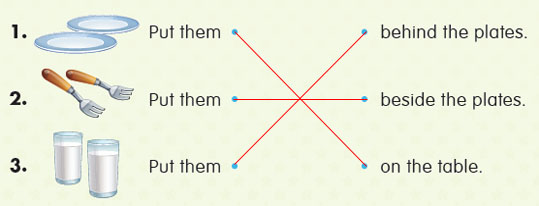 1. Put them behind the plates.
2. Put them beside the plates.
3. Put them on the table.